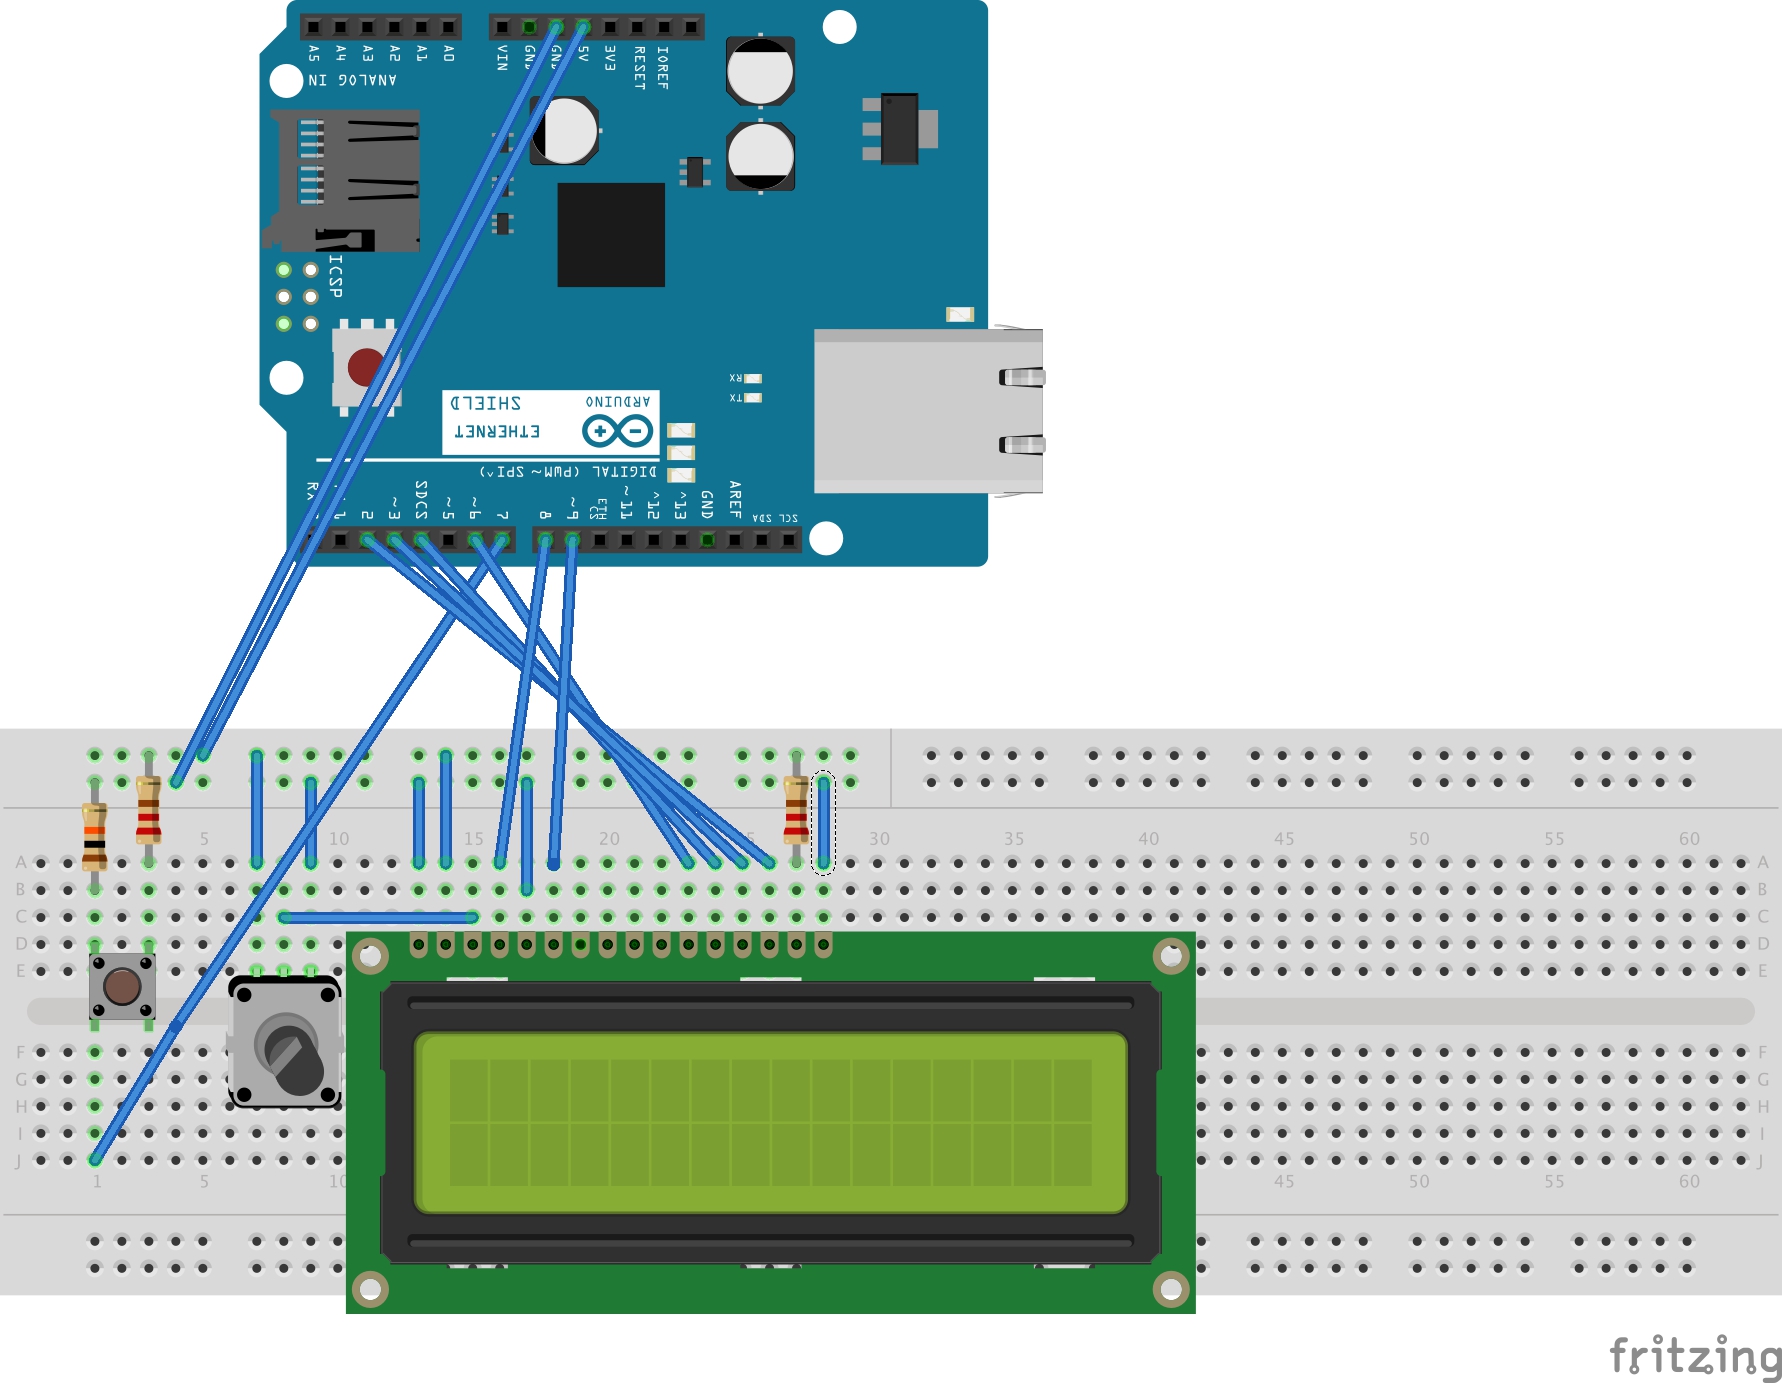 A5 A4 A3 A2 A1 A0 VIN GND GND 5V 3V3 RESET IOREF
ANALOG IN
ICSP
RX
TX
ARDUINO
SHIELD
ETHERNET
DIGITAL (PWM~ SPI^)
2 ~3 SDCS ~5 ~6 7 8 ~9 ETH CS ~11 ^12 ^13 GND AREF SDA SCL
5 10 15 20 30 35 40 45 50 55 60
A A
B B
C C
D D
E E
F F
G G
H H
I I
J J
1 5 10 45 50 55 60
fritzing